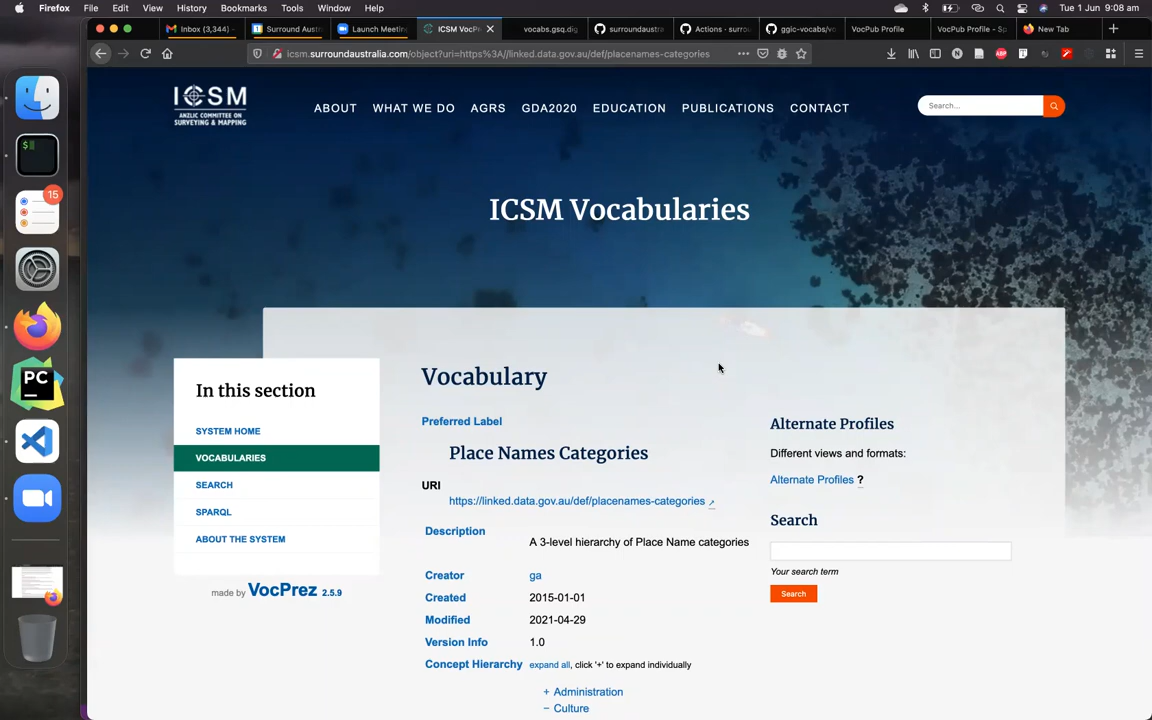 Firefox File Edit View History Bookmarks Tools Window Help Tue 1 Jun 9:08 am
Inbox (3,344) Surround Aust Launch Meeting ICSM VocP vocabs.gsq.dig surroundaustra Actions · surro ggic-vocabs/vo VocPub Profile VocPub Profile - Sp New Tab
icsm.surroundaustralia.com/object?uri=https%3A//linked.data.gov.au/def/placenames-categories
ICSM
ANZLIC COMMITTEE ON
SURVEYING & MAPPING
ABOUT WHAT WE DO AGRS GDA2020 EDUCATION PUBLICATIONS CONTACT
Search...
15
ICSM Vocabularies
In this section
SYSTEM HOME
VOCABULARIES
SEARCH
SPARQL
ABOUT THE SYSTEM
made by VocPrez 2.5.9
PC
Vocabulary
Preferred Label
Place Names Categories
URI
https://linked.data.gov.au/def/placenames-categories
Description
A 3-level hierarchy of Place Name categories
Creator ga
Created 2015-01-01
Modified 2021-04-29
Version Info 1.0
Concept Hierarchy expand all, click '+' to expand individually
+ Administration
− Culture
Alternate Profiles
Different views and formats:
Alternate Profiles ?
Search
Your search term
Search